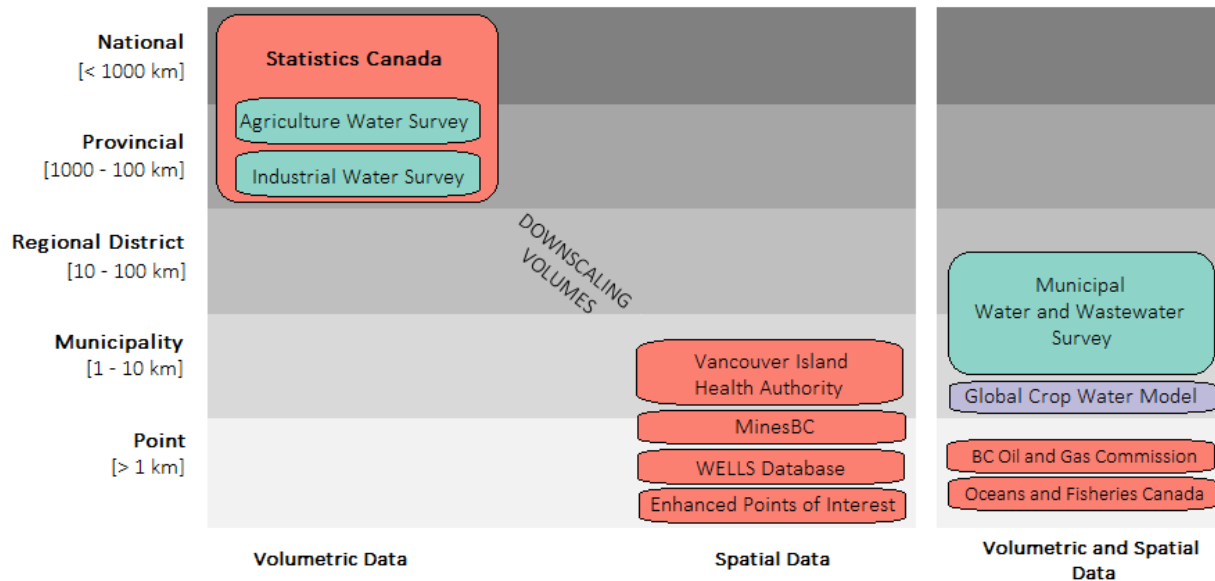 National
[< 1000 km]
Provincial
[1000 - 100 km]
Regional District
[10 - 100 km]
Municipality
[1 - 10 km]
Point
[> 1 km]
Statistics Canada
Agriculture Water Survey
Industrial Water Survey
DOWNSCALING
VOLUMES
Vancouver Island
Health Authority
MinesBC
WELLS Database
Enhanced Points of Interest
Municipal
Water and Wastewater
Survey
Global Crop Water Model
BC Oil and Gas Commission
Oceans and Fisheries Canada
Volumetric Data
Spatial Data
Volumetric and Spatial
Data